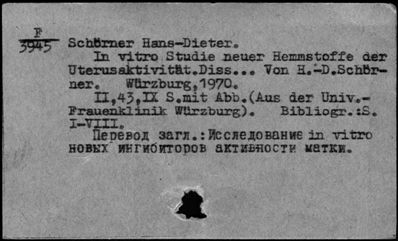 F
3945
Schörner Hans-Dieter.
In vitro Studie neuer Hemmstoffe der
Uterusaktivität.Diss... Von H.-D.Schör-
ner. Würzburg,1970.
II,43,IX S.mit Abb.(Aus der Univ.-
Frauenklinik Würzburg). Bibliogr.:S.
I-VIII.
Перевод загл.:Исследование in vitro
новых ингибиторов активности матки.